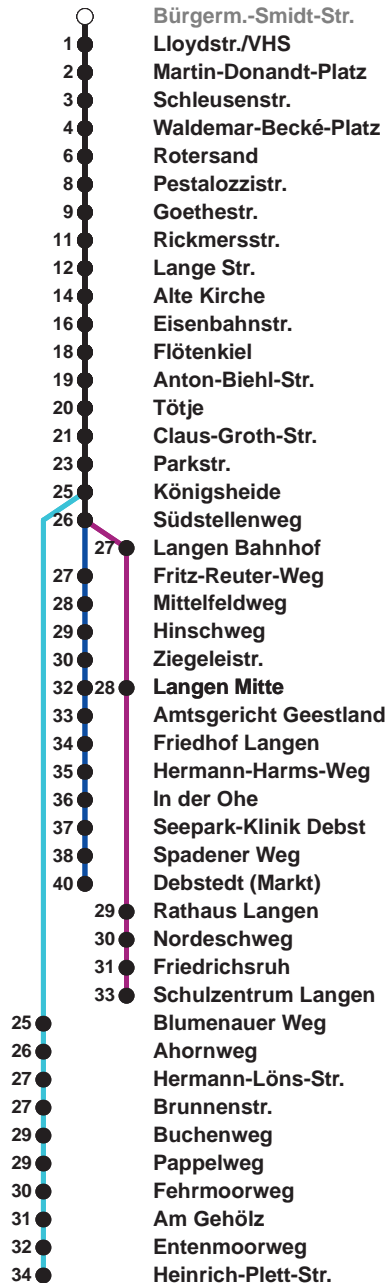 Bürgerm.-Smidt-Str.
1 Lloydstr./VHS
2 Martin-Donandt-Platz
3 Schleusenstr.
4 Waldemar-Becké-Platz
6 Rotersand
8 Pestalozzistr.
9 Goethestr.
11 Rickmersstr.
12 Lange Str.
14 Alte Kirche
16 Eisenbahnstr.
18 Flötenkiel
19 Anton-Biehl-Str.
20 Tötje
21 Claus-Groth-Str.
23 Parkstr.
25 Königsheide
26 Südstellenweg
27 Langen Bahnhof
27 Fritz-Reuter-Weg
28 Mittelfeldweg
29 Hinschweg
30 Ziegeleistr.
32 28 Langen Mitte
33 Amtsgericht Geestland
34 Friedhof Langen
35 Hermann-Harms-Weg
36 In der Ohe
37 Seepark-Klinik Debst
38 Spadener Weg
40 Debstedt (Markt)
29 Rathaus Langen
30 Nordeschweg
31 Friedrichsruh
33 Schulzentrum Langen
25 Blumenauer Weg
26 Ahornweg
27 Hermann-Löns-Str.
27 Brunnenstr.
29 Buchenweg
29 Pappelweg
30 Fehrmoorweg
31 Am Gehölz
32 Entenmoorweg
34 Heinrich-Plett-Str.